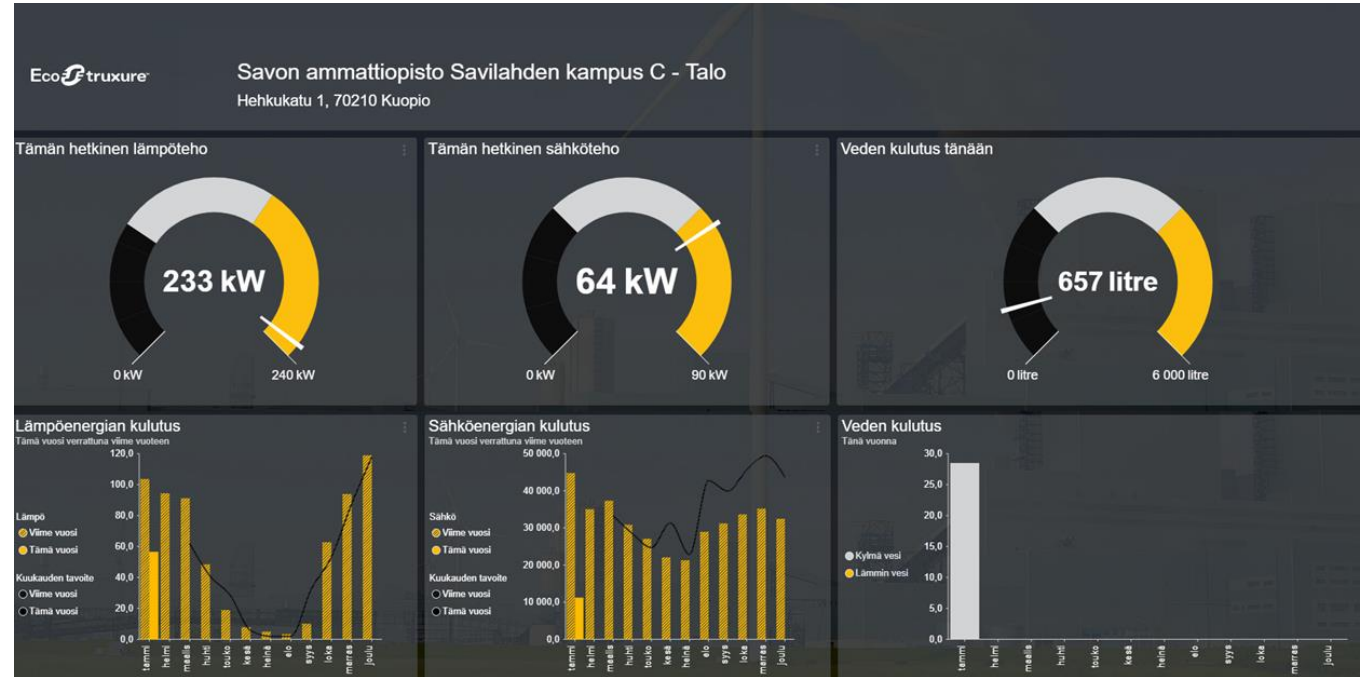 EcoStruxure
Savon ammattiopisto Savilahden kampus C - Talo
Hehkukatu 1, 70210 Kuopio
Tämän hetkinen lämpöteho
233 kW
0 kW
240 kW
Tämän hetkinen sähköteho
64 kW
0 kW
90 kW
Veden kulutus tänään
657 litre
0 litre
6 000 litre
Lämpöenergian kulutus
Tämä vuosi verrattuna viime vuoteen
120,0
100,0
80,0
60,0
40,0
20,0
0,0
Lämpö
Viime vuosi
Tämä vuosi
Kuukauden tavoite
Viime vuosi
Tämä vuosi
tammi
helmi
maalis
huhti
touko
kesä
heinä
elo
syys
loka
marras
joulu
Sähköenergian kulutus
Tämä vuosi verrattuna viime vuoteen
50 000,0
40 000,0
30 000,0
20 000,0
10 000,0
0,0
Sähkö
Viime vuosi
Tämä vuosi
Kuukauden tavoite
Viime vuosi
Tämä vuosi
tammi
helmi
maalis
huhti
touko
kesä
heinä
elo
syys
loka
marras
joulu
Veden kulutus
Tänä vuonna
30,0
25,0
20,0
15,0
10,0
5,0
0,0
Kylmä vesi
Lämmin vesi
tammi
helmi
maalis
huhti
touko
kesä
heinä
elo
syys
loka
marras
joulu